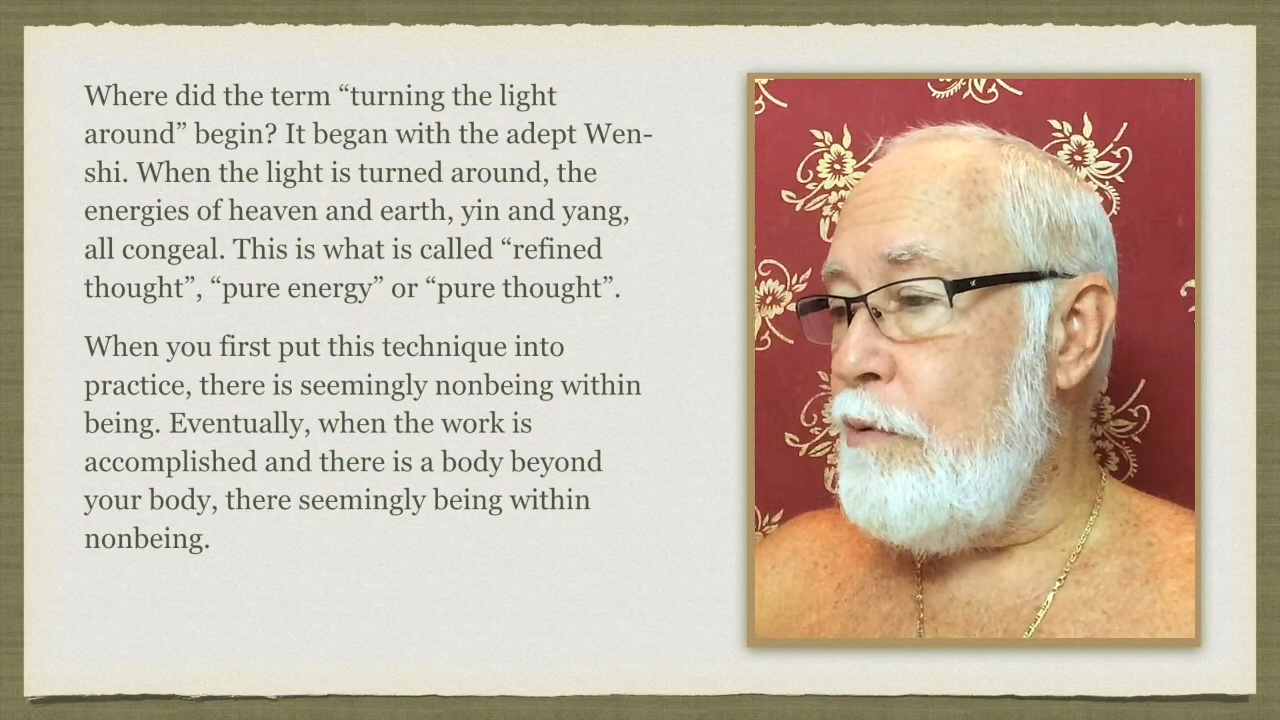 Where did the term “turning the light
around” begin? It began with the adept Wen-
shi. When the light is turned around, the
energies of heaven and earth, yin and yang,
all congeal. This is what is called “refined
thought”, “pure energy” or “pure thought”.
When you first put this technique into
practice, there is seemingly nonbeing within
being. Eventually, when the work is
accomplished and there is a body beyond
your body, there seemingly being within
nonbeing.